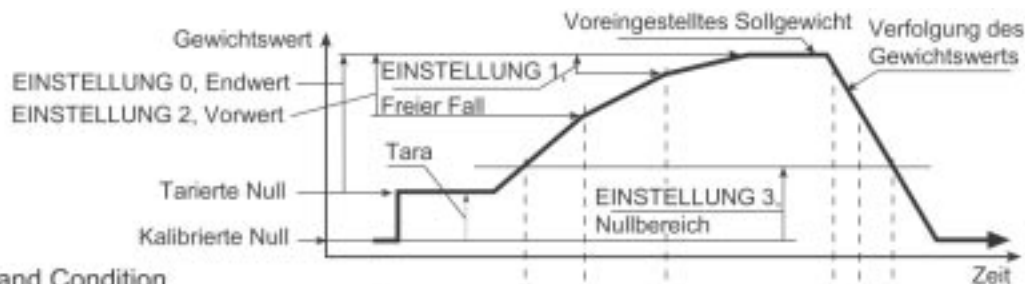 Voreingestelltes Sollgewicht
Gewichtswert
Verfolgung des
Gewichtswerts
EINSTELLUNG 0, Endwert
EINSTELLUNG 1,
EINSTELLUNG 2, Vorwert
Freier Fall
Tara
Tarierte Null
EINSTELLUNG 3,
Nullbereich
Kalibrierte Null
Zeit
and Condition